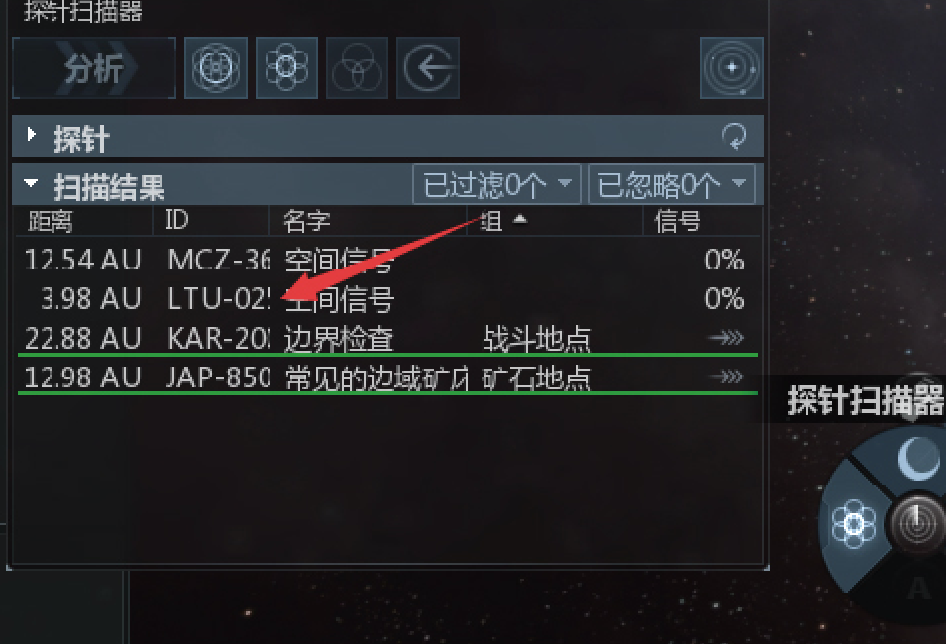 探针扫描器
分析
探针
扫描结果 已过滤0个 已忽略0个
距离 ID 名字 组 信号
12.54 AU MCZ-36 空间信号 0%
3.98 AU LTU-02 空间信号 0%
22.88 AU KAR-20 边界检查 战斗地点
12.98 AU JAP-850 常见的边域矿床 矿石地点
探针扫描器
A